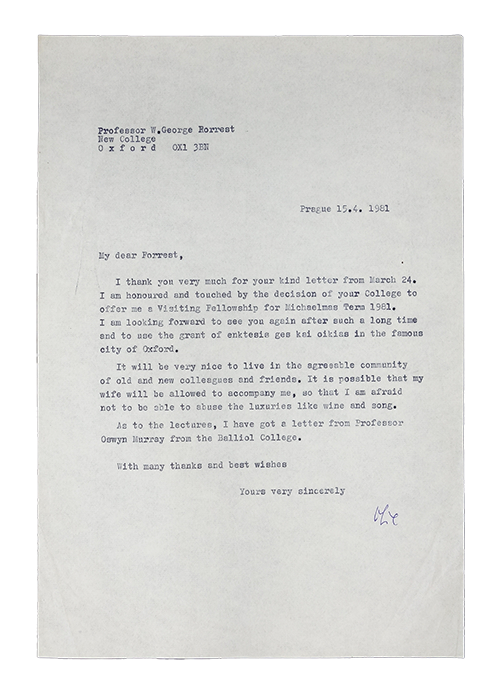 Professor W.George Forrest
New College
O x f o r d   OX1 3BN
Prague 15.4. 1981
My dear Forrest,
I thank you very much for your kind letter from March 24.
I am honoured and touched by the decision of your College to
offer me a Visiting Fellowship for Michaelmas Term 1981.
I am looking forward to see you again after such a long time
and to use the grant of enktesis ges kai oikias in the famous
city of Oxford.
It will be very nice to live in the agreable community
of old and new colleagues and friends. It is possible that my
wife will be allowed to accompany me, so that I am afraid
not to be able to abuse the luxuries like wine and song.
As to the lectures, I have got a letter from Professor
Oswyn Murray from the Balliol College.
With many thanks and best wishes
Yours very sincerely